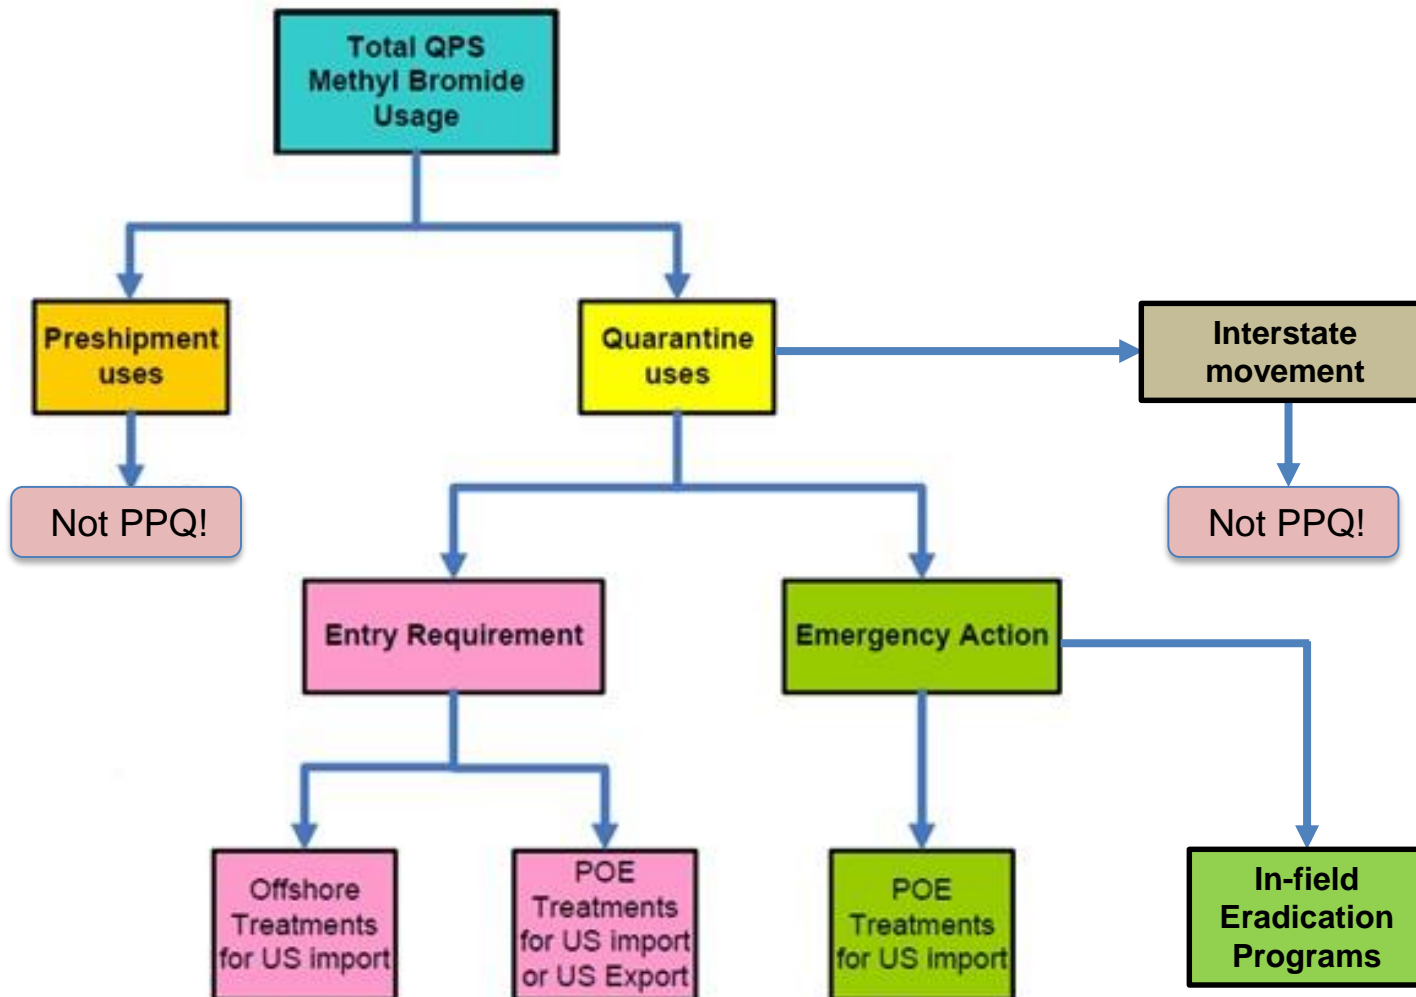 Total QPS
Methyl Bromide
Usage
Preshipment
uses
Quarantine
uses
Interstate
movement
Not PPQ!
Not PPQ!
Entry Requirement
Emergency Action
Offshore
Treatments
for US import
POE
Treatments
for US import
or US Export
POE
Treatments
for US import
In-field
Eradication
Programs